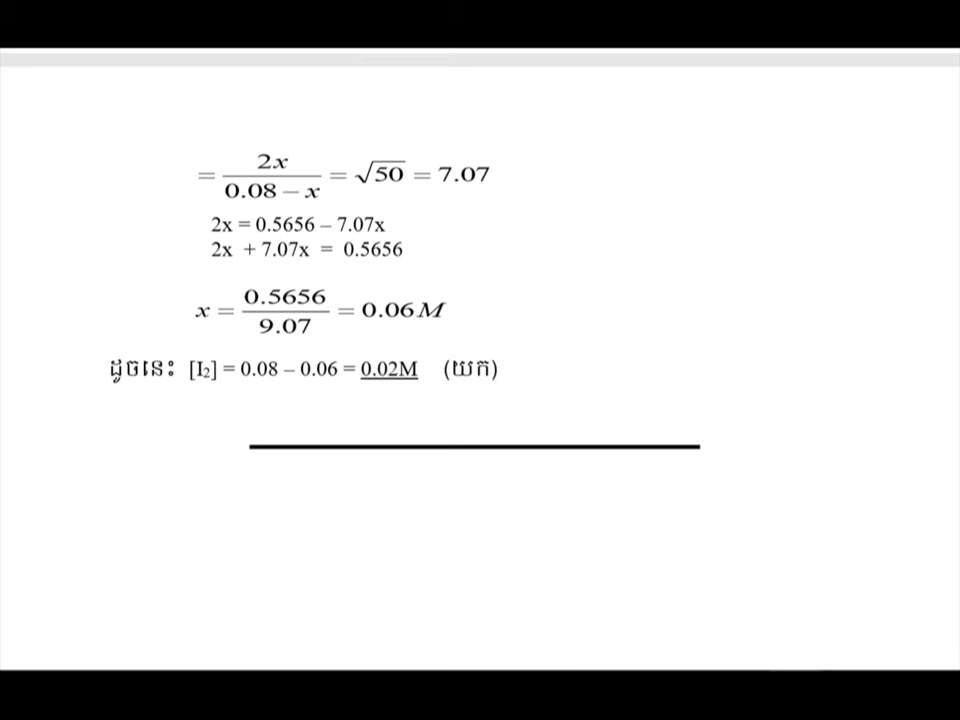 = 2x / 0.08 − x = √50 = 7.07
2x = 0.5656 – 7.07x
2x + 7.07x = 0.5656
x = 0.5656 / 9.07 = 0.06 M
ដូចនេះ [I₂] = 0.08 – 0.06 = 0.02M (យក)